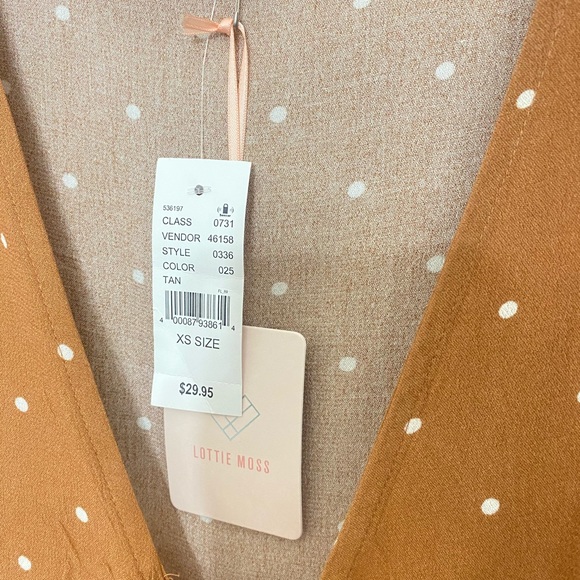 536197
CLASS 0731
VENDOR 46158
STYLE 0336
COLOR 025
TAN
4 00087 93861 4
XS SIZE
$29.95
LOTTIE MOSS